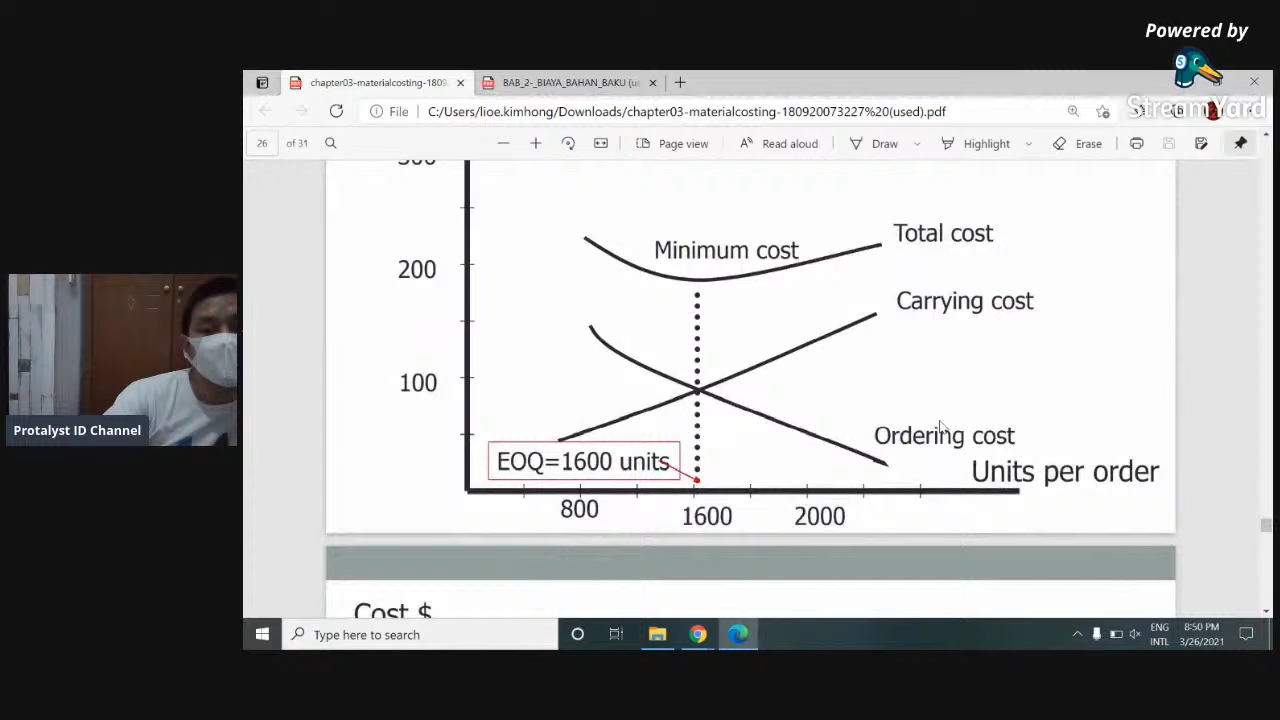 Powered by
StreamYard
chapter03-materialcosting-1809
BAB_2-_BIAYA_BAHAN_BAKU (u
File
C:/Users/lioe.kimhong/Downloads/chapter03-materialcosting-180920073227%20(used).pdf
26 of 31
Page view
Read aloud
Draw
Highlight
Erase
300
Total cost
Minimum cost
200
Carrying cost
100
Ordering cost
EOQ=1600 units
Units per order
800
1600
2000
Cost $
Protalyst ID Channel
Type here to search
ENG
INTL
8:50 PM
3/26/2021